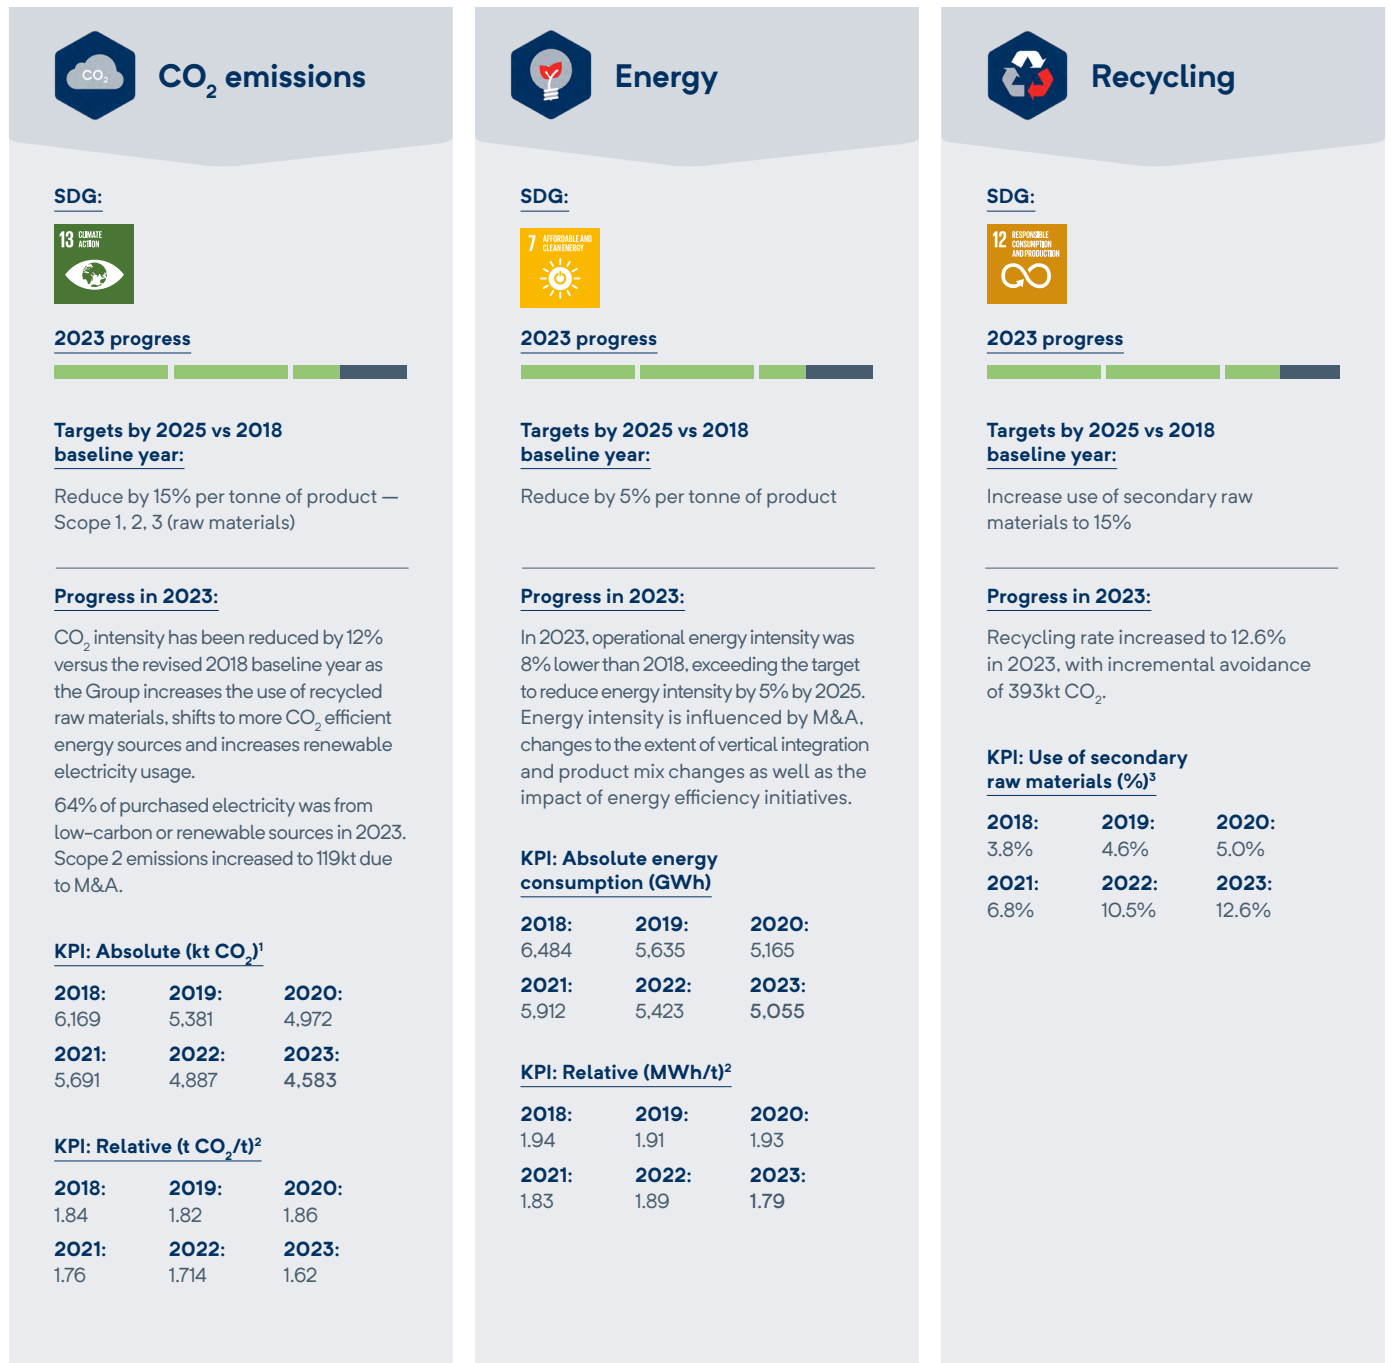 CO₂
CO₂ emissions
SDG:
13 CLIMATE
ACTION
2023 progress
Targets by 2025 vs 2018
baseline year:
Reduce by 15% per tonne of product —
Scope 1, 2, 3 (raw materials)
Progress in 2023:
CO₂ intensity has been reduced by 12%
versus the revised 2018 baseline year as
the Group increases the use of recycled
raw materials, shifts to more CO₂ efficient
energy sources and increases renewable
electricity usage.
64% of purchased electricity was from
low-carbon or renewable sources in 2023.
Scope 2 emissions increased to 119kt due
to M&A.
KPI: Absolute (kt CO₂)¹
2018: 2019: 2020:
6,169 5,381 4,972
2021: 2022: 2023:
5,691 4,887 4,583
KPI: Relative (t CO₂/t)²
2018: 2019: 2020:
1.84 1.82 1.86
2021: 2022: 2023:
1.76 1.714 1.62
Energy
SDG:
7 AFFORDABLE AND
CLEAN ENERGY
2023 progress
Targets by 2025 vs 2018
baseline year:
Reduce by 5% per tonne of product
Progress in 2023:
In 2023, operational energy intensity was
8% lower than 2018, exceeding the target
to reduce energy intensity by 5% by 2025.
Energy intensity is influenced by M&A,
changes to the extent of vertical integration
and product mix changes as well as the
impact of energy efficiency initiatives.
KPI: Absolute energy
consumption (GWh)
2018: 2019: 2020:
6,484 5,635 5,165
2021: 2022: 2023:
5,912 5,423 5,055
KPI: Relative (MWh/t)²
2018: 2019: 2020:
1.94 1.91 1.93
2021: 2022: 2023:
1.83 1.89 1.79
Recycling
SDG:
12 RESPONSIBLE
CONSUMPTION
AND PRODUCTION
2023 progress
Targets by 2025 vs 2018
baseline year:
Increase use of secondary raw
materials to 15%
Progress in 2023:
Recycling rate increased to 12.6%
in 2023, with incremental avoidance
of 393kt CO₂.
KPI: Use of secondary
raw materials (%)³
2018: 2019: 2020:
3.8% 4.6% 5.0%
2021: 2022: 2023:
6.8% 10.5% 12.6%